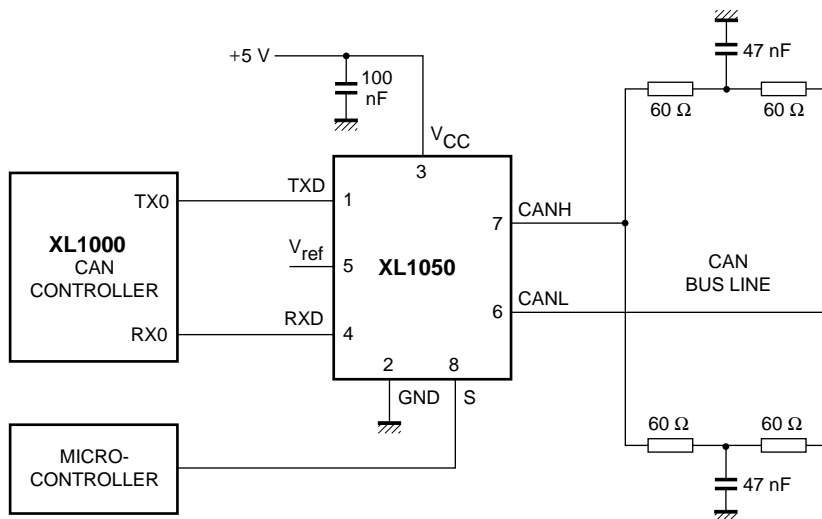 +5 V
100
nF
47 nF
60 Ω
60 Ω
VCC
3
TX0
TXD
1
XL1000
CAN
CONTROLLER
Vref
5
XL1050
7
CANH
CAN
BUS LINE
6
CANL
RX0
RXD
4
2
8
GND
S
60 Ω
60 Ω
MICRO-
CONTROLLER
47 nF